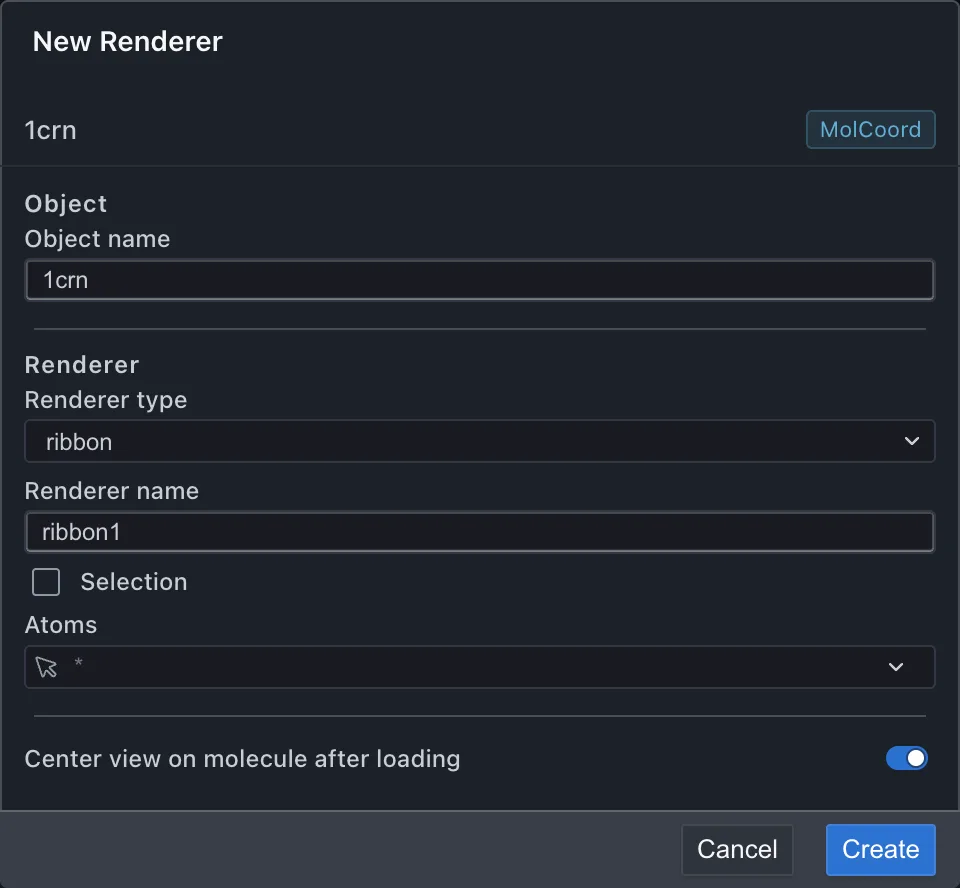 New Renderer
1crn MolCoord
Object
Object name
1crn
Renderer
Renderer type
ribbon
Renderer name
ribbon1
Selection
Atoms
*
Center view on molecule after loading
Cancel Create